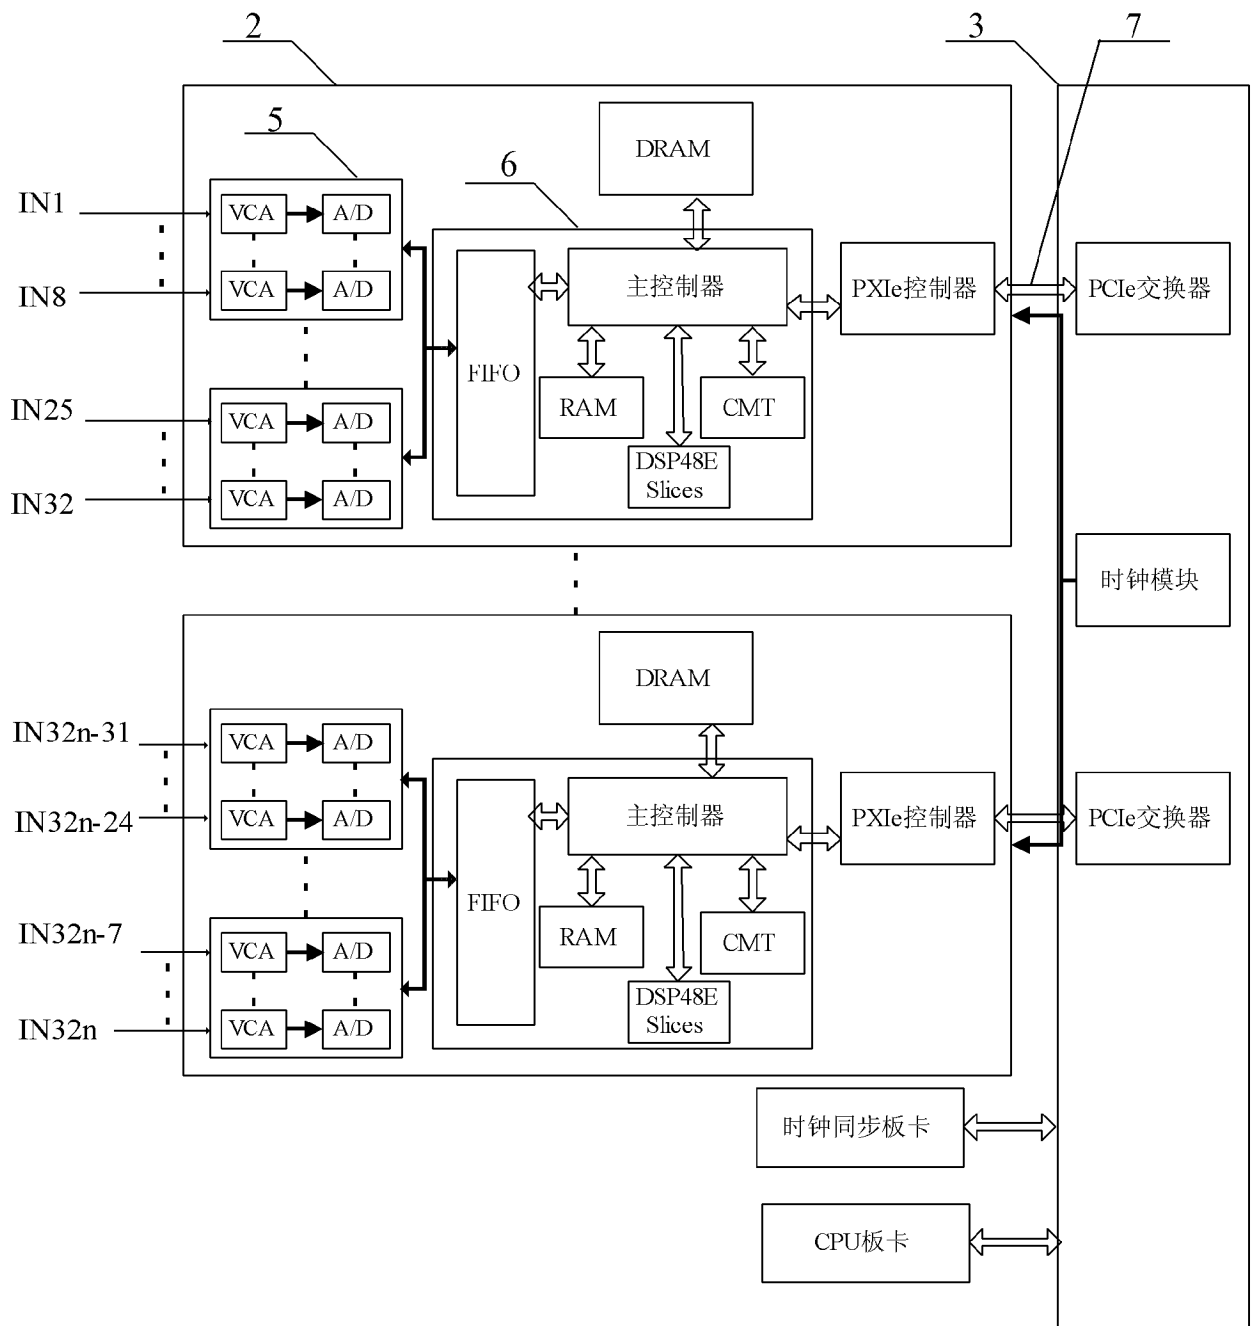 2
3
7
5
6
DRAM
IN1
VCA
A/D
IN8
VCA
A/D
FIFO
主控制器
PXIe控制器
PCIe交换器
RAM
CMT
IN25
VCA
A/D
IN32
VCA
A/D
DSP48E
Slices
时钟模块
DRAM
IN32n-31
VCA
A/D
IN32n-24
VCA
A/D
FIFO
主控制器
PXIe控制器
PCIe交换器
RAM
CMT
IN32n-7
VCA
A/D
IN32n
VCA
A/D
DSP48E
Slices
时钟同步板卡
CPU板卡